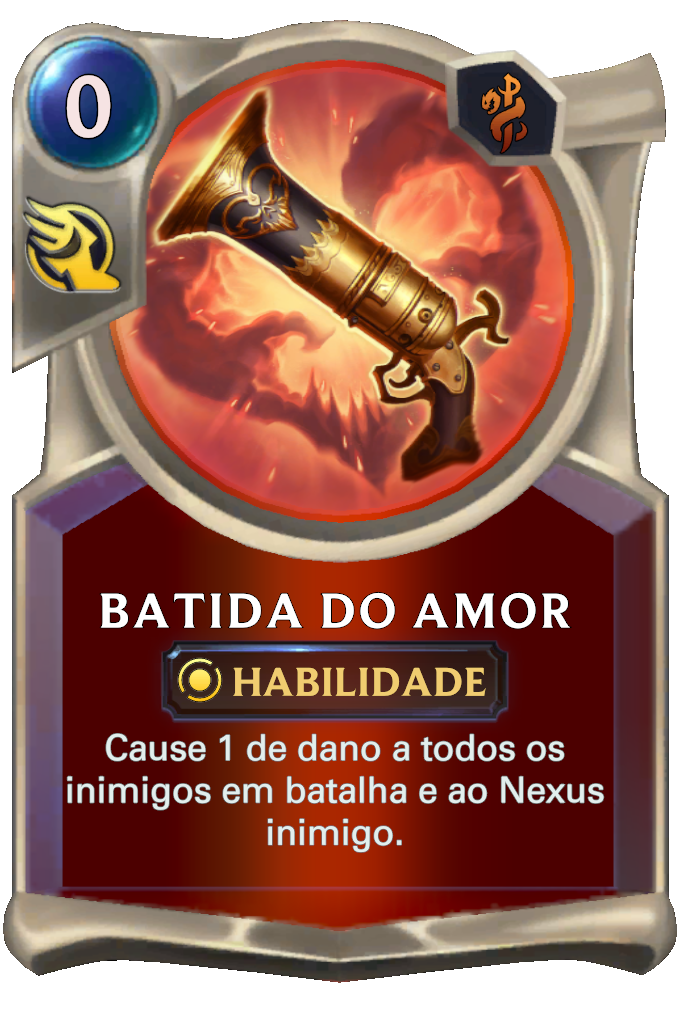 0
BATIDA DO AMOR
HABILIDADE
Cause 1 de dano a todos os
inimigos em batalha e ao Nexus
inimigo.